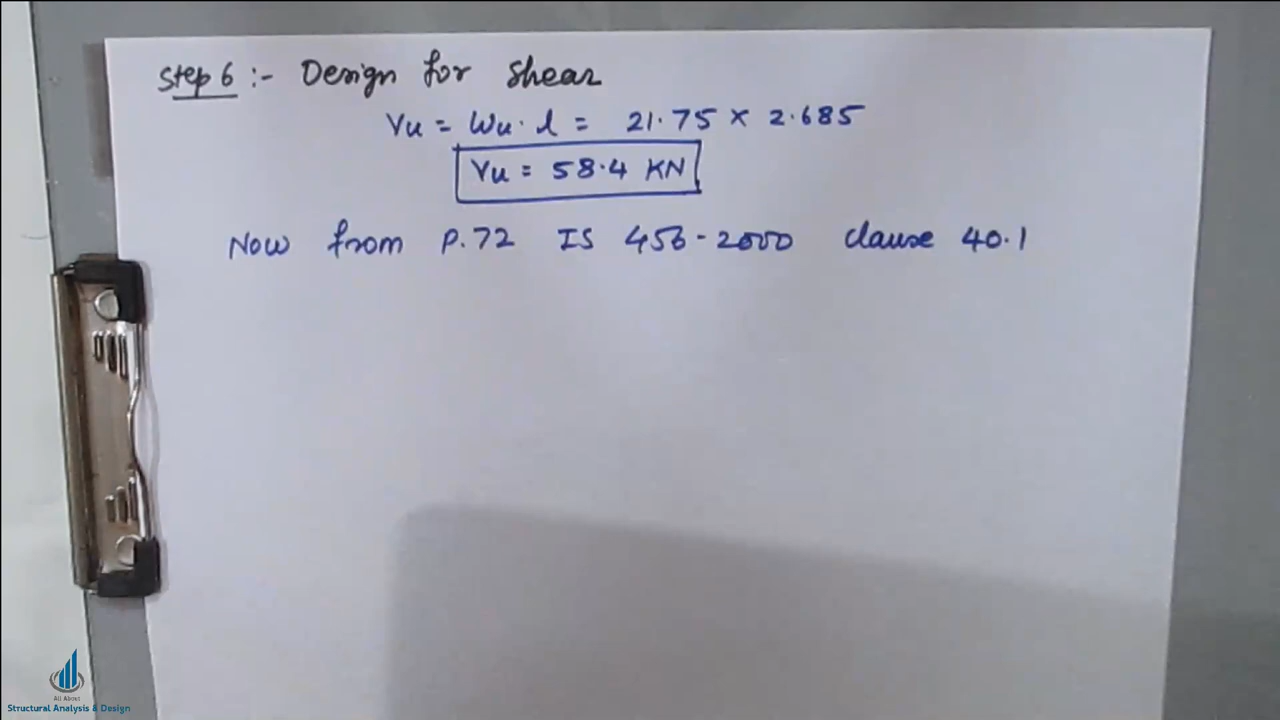 Step 6 :- Design for Shear
Vu = Wu. l = 21.75 × 2.685
Vu = 58.4 KN
Now from P.72 IS 456-2000 clause 40.1
All About
Structural Analysis & Design